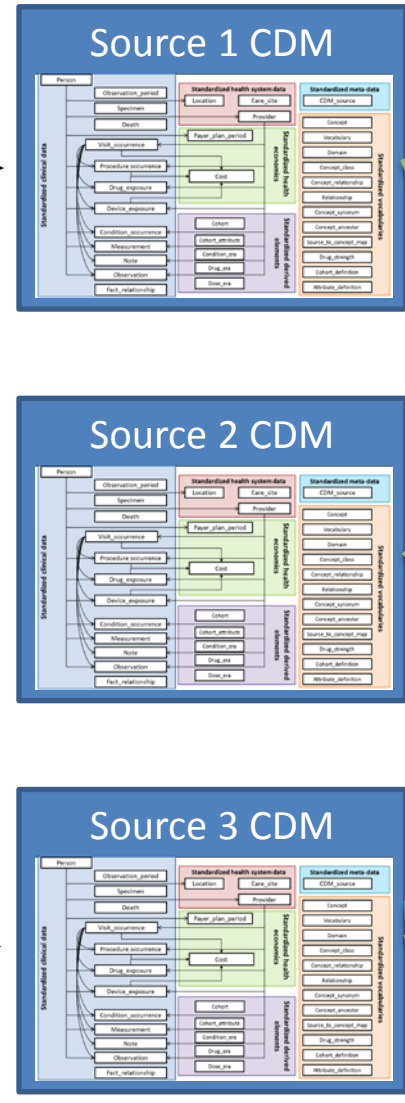 Source 1 CDM
Person
Observation_period
Specimen
Death
Visit_occurrence
Procedure_occurrence
Drug_exposure
Device_exposure
Condition_occurrence
Measurement
Note
Observation
Fact_relationship
Standardized clinical data
Standardized health system data
Location
Care_site
Provider
Payer_plan_period
Cost
Standardized health
economics
Cohort
Cohort_attribute
Condition_era
Drug_era
Dose_era
Standardized derived
elements
Standardized meta-data
CDM_source
Concept
Vocabulary
Domain
Concept_class
Concept_relationship
Relationship
Concept_synonym
Concept_ancestor
Source_to_concept_map
Drug_strength
Cohort_definition
Attribute_definition
Standardized vocabularies
Source 2 CDM
Person
Observation_period
Specimen
Death
Visit_occurrence
Procedure_occurrence
Drug_exposure
Device_exposure
Condition_occurrence
Measurement
Note
Observation
Fact_relationship
Standardized clinical data
Standardized health system data
Location
Care_site
Provider
Payer_plan_period
Cost
Standardized health
economics
Cohort
Cohort_attribute
Condition_era
Drug_era
Dose_era
Standardized derived
elements
Standardized meta-data
CDM_source
Concept
Vocabulary
Domain
Concept_class
Concept_relationship
Relationship
Concept_synonym
Concept_ancestor
Source_to_concept_map
Drug_strength
Cohort_definition
Attribute_definition
Standardized vocabularies
Source 3 CDM
Person
Observation_period
Specimen
Death
Visit_occurrence
Procedure_occurrence
Drug_exposure
Device_exposure
Condition_occurrence
Measurement
Note
Observation
Fact_relationship
Standardized clinical data
Standardized health system data
Location
Care_site
Provider
Payer_plan_period
Cost
Standardized health
economics
Cohort
Cohort_attribute
Condition_era
Drug_era
Dose_era
Standardized derived
elements
Standardized meta-data
CDM_source
Concept
Vocabulary
Domain
Concept_class
Concept_relationship
Relationship
Concept_synonym
Concept_ancestor
Source_to_concept_map
Drug_strength
Cohort_definition
Attribute_definition
Standardized vocabularies